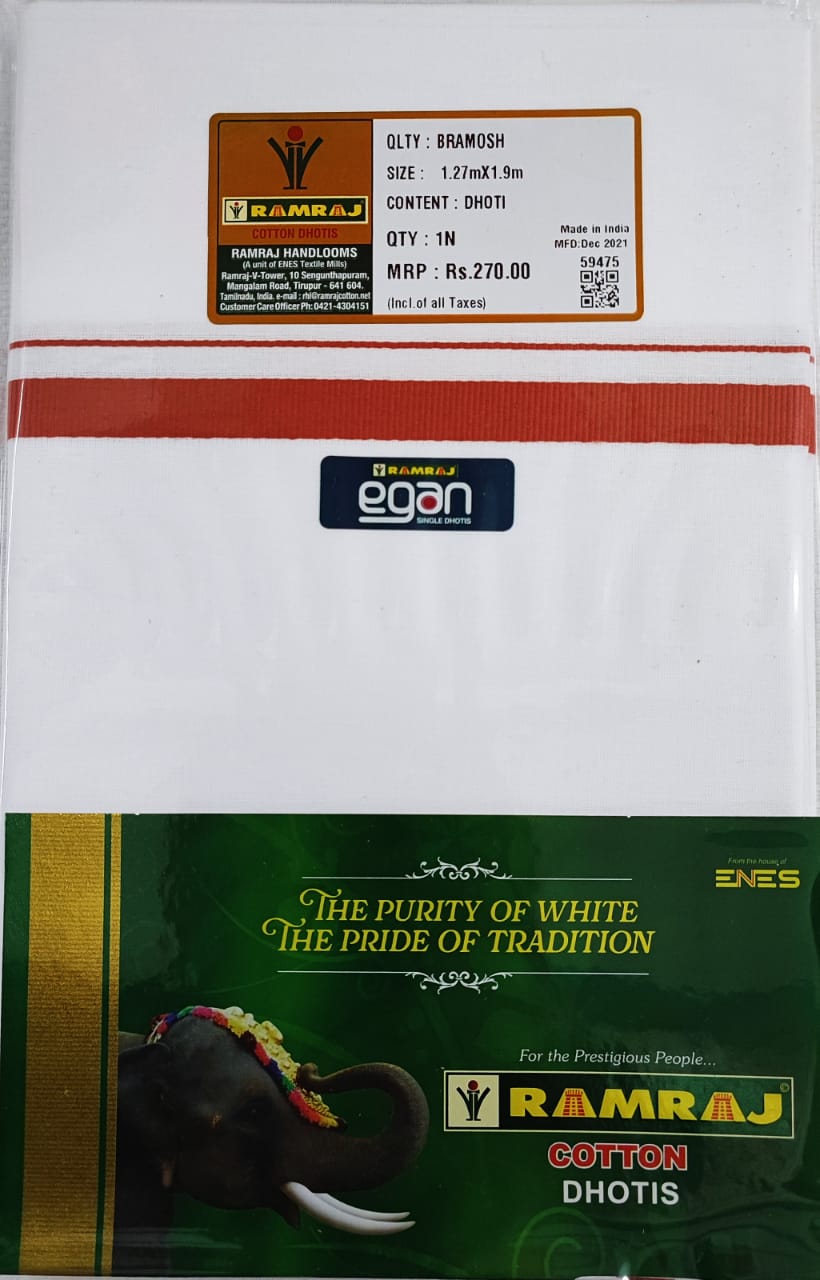 RAMRAJ
COTTON DHOTIS
RAMRAJ HANDLOOMS
(A unit of ENES Textile Mills)
Ramraj-V-Tower, 10 Sengunthapuram,
Mangalam Road, Tirupur - 641 604.
Tamilnadu, India. e-mail : rhl@ramrajcotton.net
Customer Care Officer Ph: 0421-4304151
QLTY : BRAMOSH
SIZE : 1.27mX1.9m
CONTENT : DHOTI
QTY : 1N
MRP : Rs.270.00
(Incl.of all Taxes)
Made in India
MFD:Dec 2021
59475
RAMRAJ
egan
SINGLE DHOTIS
From the house of
ENES
THE PURITY OF WHITE
THE PRIDE OF TRADITION
For the Prestigious People...
RAMRAJ©
COTTON
DHOTIS